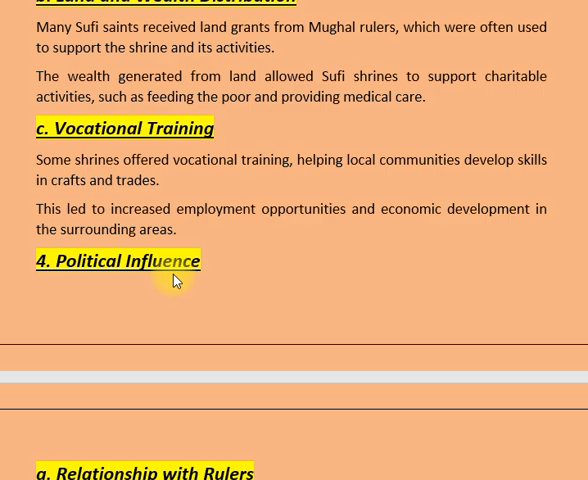 b. Land and Wealth Distribution
Many Sufi saints received land grants from Mughal rulers, which were often used
to support the shrine and its activities.
The wealth generated from land allowed Sufi shrines to support charitable
activities, such as feeding the poor and providing medical care.
c. Vocational Training
Some shrines offered vocational training, helping local communities develop skills
in crafts and trades.
This led to increased employment opportunities and economic development in
the surrounding areas.
4. Political Influence
a. Relationship with Rulers